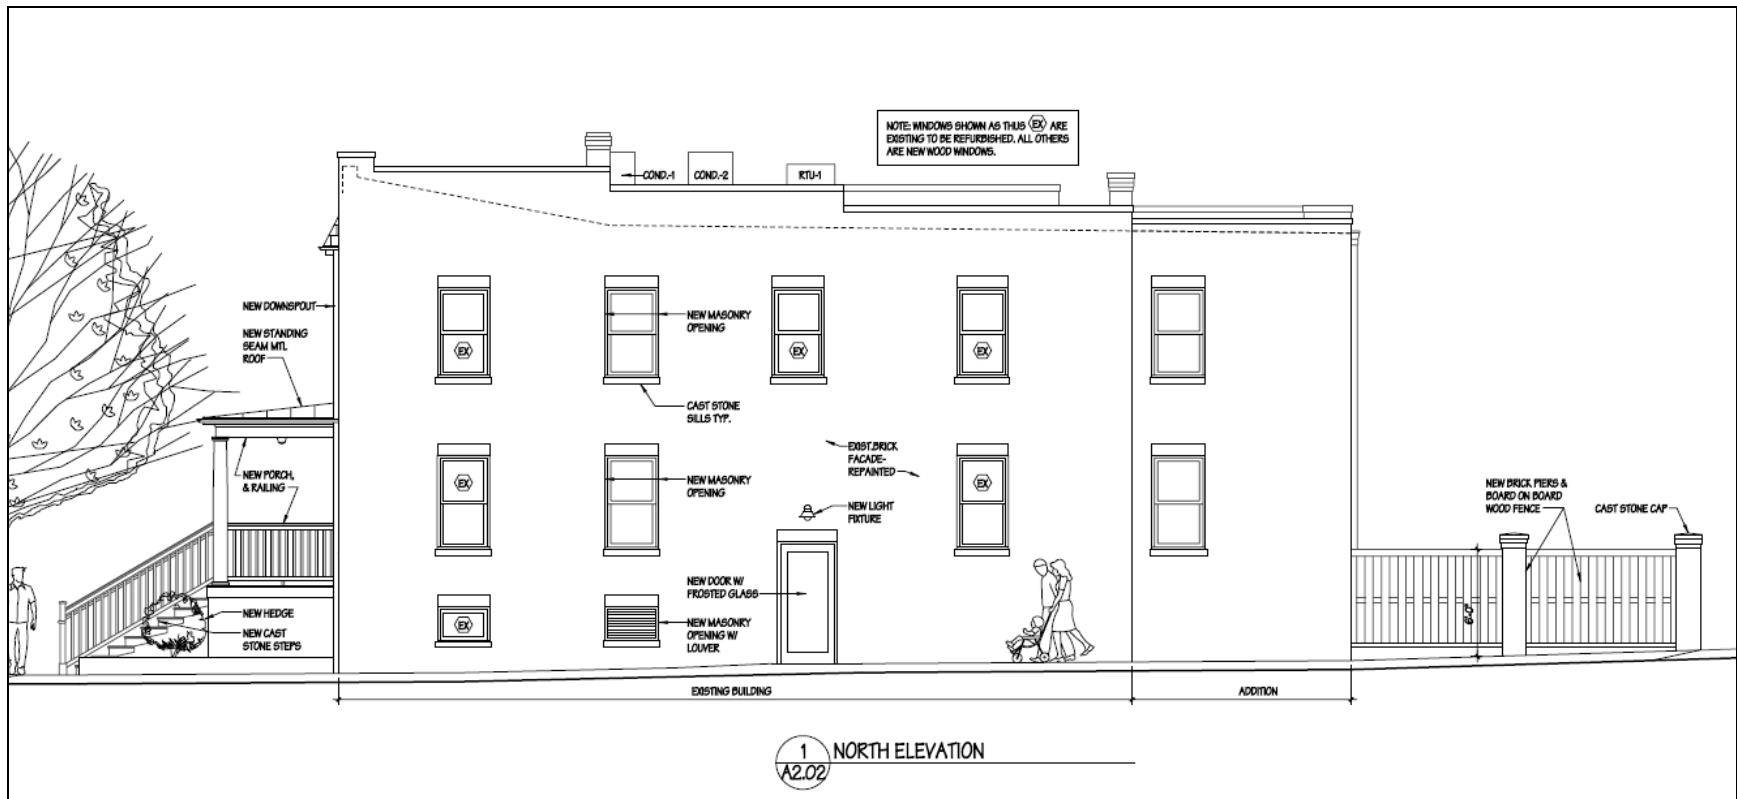 NOTE: WINDOWS SHOWN AS THUS EX ARE
EXISTING TO BE REFURBISHED. ALL OTHERS
ARE NEW WOOD WINDOWS.
COND.-1
COND.-2
RTU-1
NEW DOWNSPOUT
NEW STANDING
SEAM MTL.
ROOF
NEW MASONRY
OPENING
EX
EX
EX
CAST STONE
SILLS TYP.
NEW PORCH,
& RAILING
EX
NEW MASONRY
OPENING
EXIST.BRICK
FACADE-
REPAINTED
EX
NEW LIGHT
FIXTURE
NEW BRICK PIERS &
BOARD ON BOARD
WOOD FENCE
CAST STONE CAP
NEW DOOR W/
FROSTED GLASS
NEW HEDGE
NEW CAST
STONE STEPS
EX
NEW MASONRY
OPENING W/
LOUVER
6'-0"
EXISTING BUILDING
ADDITION
1
A2.02
NORTH ELEVATION